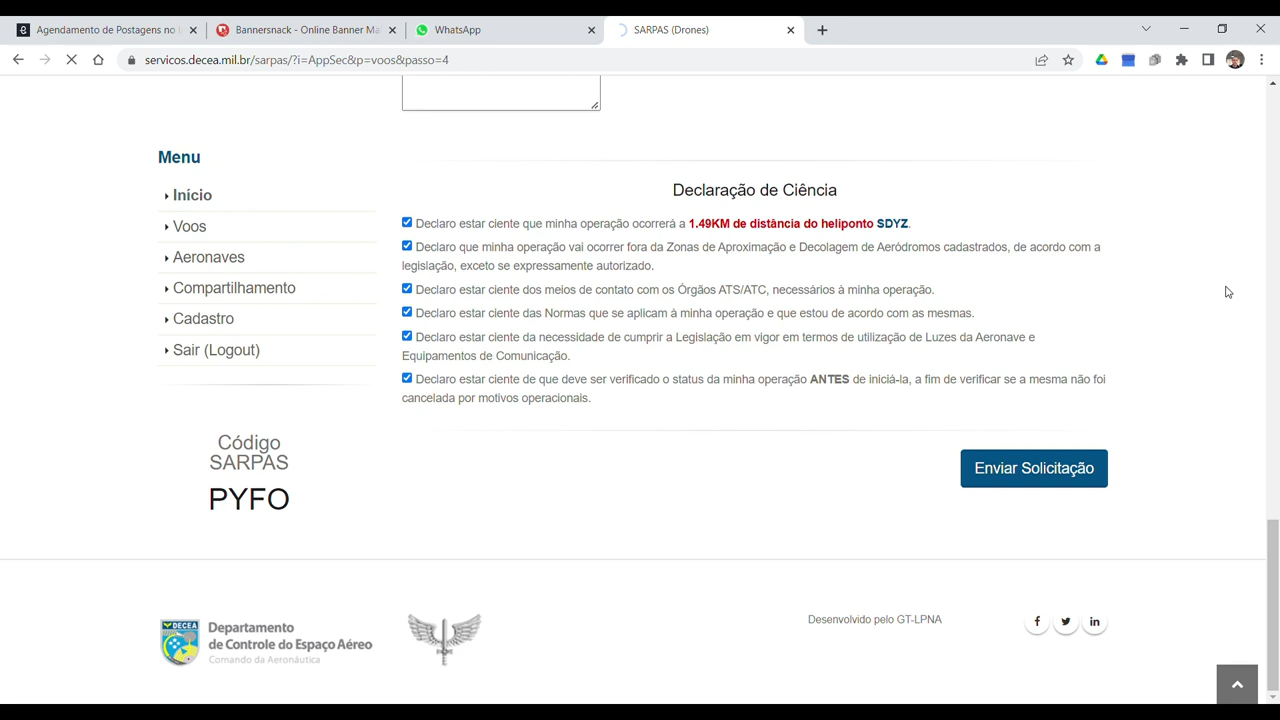 Agendamento de Postagens no I
Bannersnack - Online Banner Ma
WhatsApp
SARPAS (Drones)
servicos.decea.mil.br/sarpas/?i=AppSec&p=voos&passo=4
Menu
Início
Voos
Aeronaves
Compartilhamento
Cadastro
Sair (Logout)
Código
SARPAS
PYFO
Declaração de Ciência
Declaro estar ciente que minha operação ocorrerá a 1.49KM de distância do heliponto SDYZ.
Declaro que minha operação vai ocorrer fora da Zonas de Aproximação e Decolagem de Aeródromos cadastrados, de acordo com a
legislação, exceto se expressamente autorizado.
Declaro estar ciente dos meios de contato com os Órgãos ATS/ATC, necessários à minha operação.
Declaro estar ciente das Normas que se aplicam à minha operação e que estou de acordo com as mesmas.
Declaro estar ciente da necessidade de cumprir a Legislação em vigor em termos de utilização de Luzes da Aeronave e
Equipamentos de Comunicação.
Declaro estar ciente de que deve ser verificado o status da minha operação ANTES de iniciá-la, a fim de verificar se a mesma não foi
cancelada por motivos operacionais.
Enviar Solicitação
DECEA
Departamento
de Controle do Espaço Aéreo
Comando da Aeronáutica
Desenvolvido pelo GT-LPNA